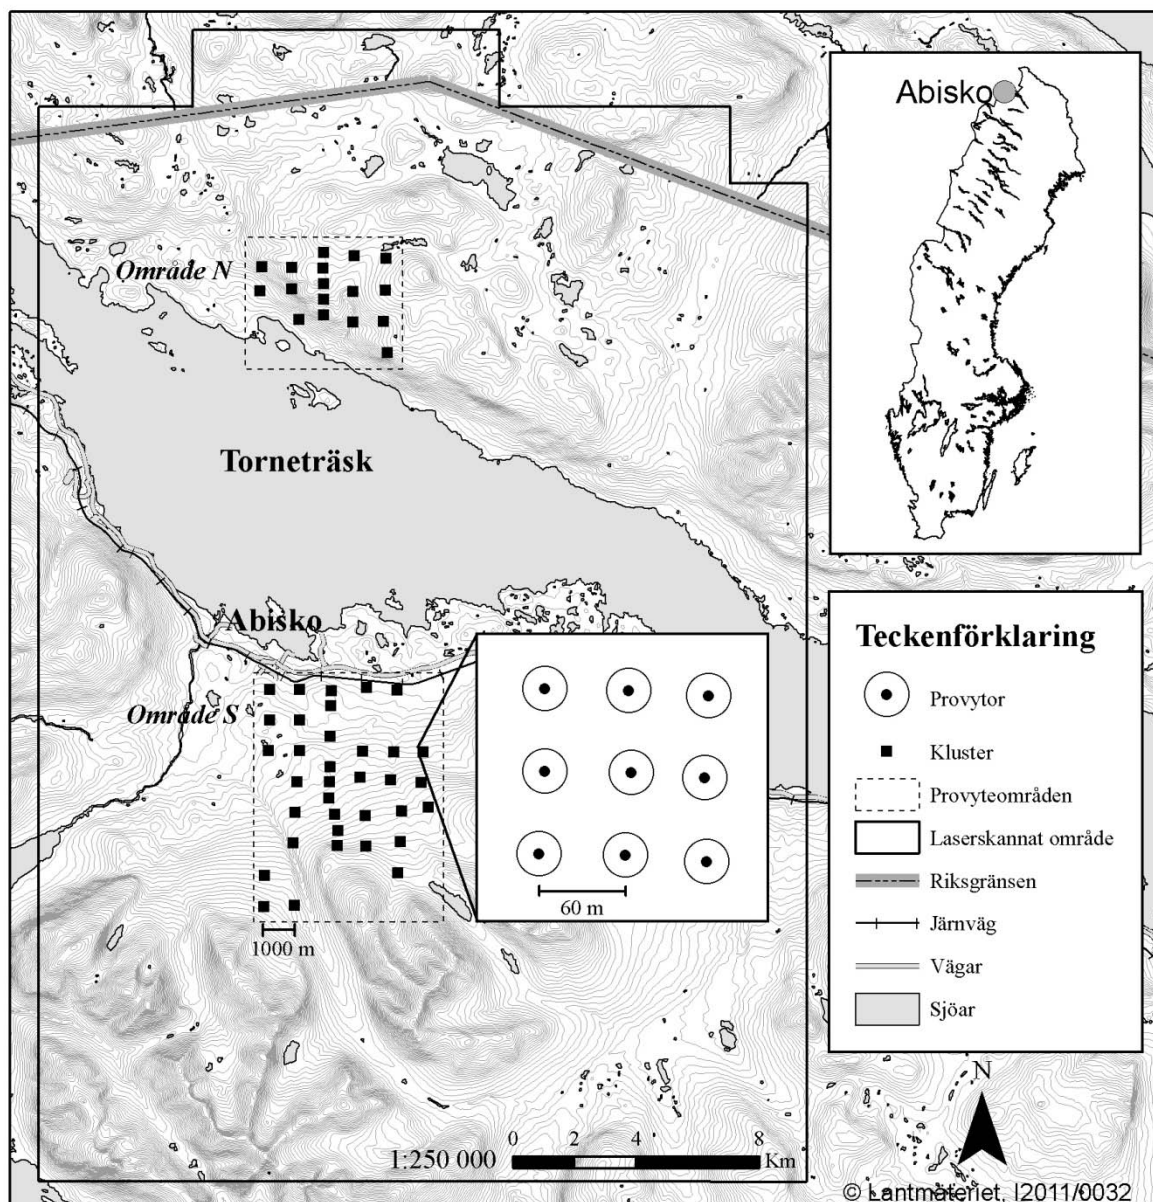 Abisko
Område N
Torneträsk
Abisko
Område S
60 m
1000 m
Teckenförklaring
Provytor
Kluster
Provyteområden
Laserskannat område
Riksgränsen
Järnväg
Vägar
Sjöar
N
0 2 4 8
1:250 000
Km
© Lantmäteriet, I2011/0032